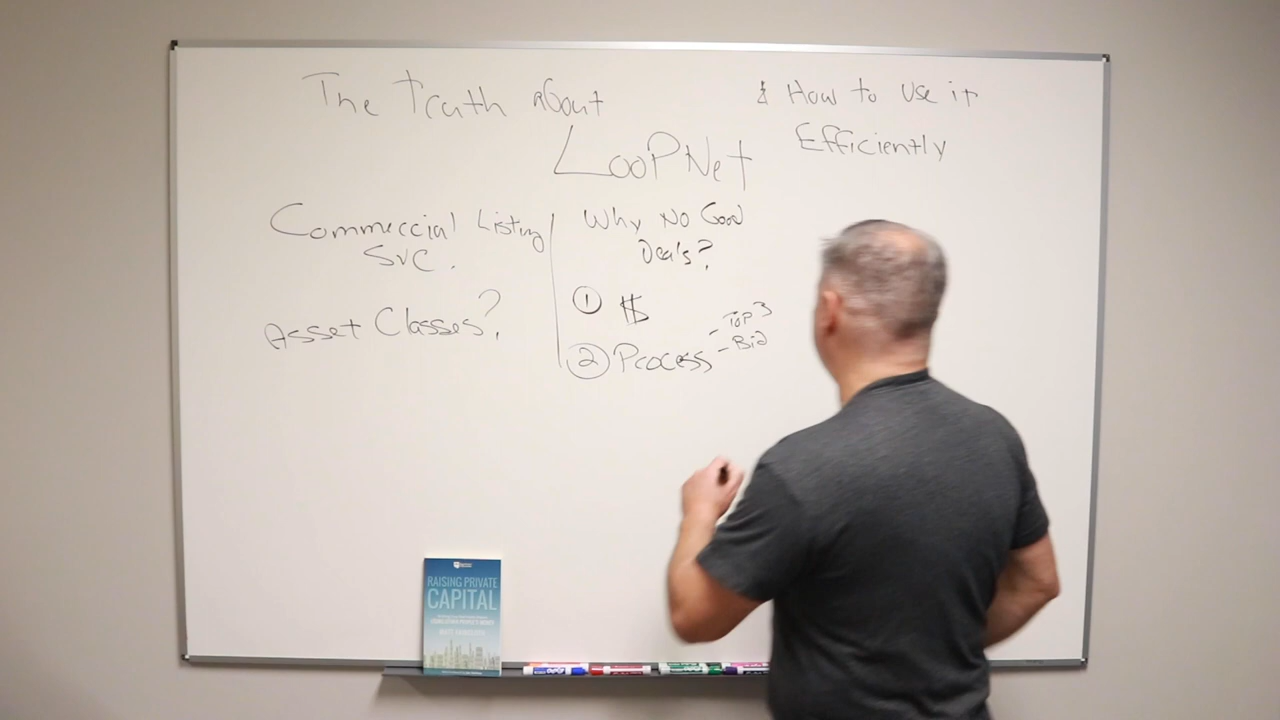 The Truth About
LoopNet
& How to use it
Efficiently
Commercial Listing
Svc.
Asset Classes?
Why No Good
Deals?
① $
② Process
- Top 3
- Bid
RAISING PRIVATE
CAPITAL